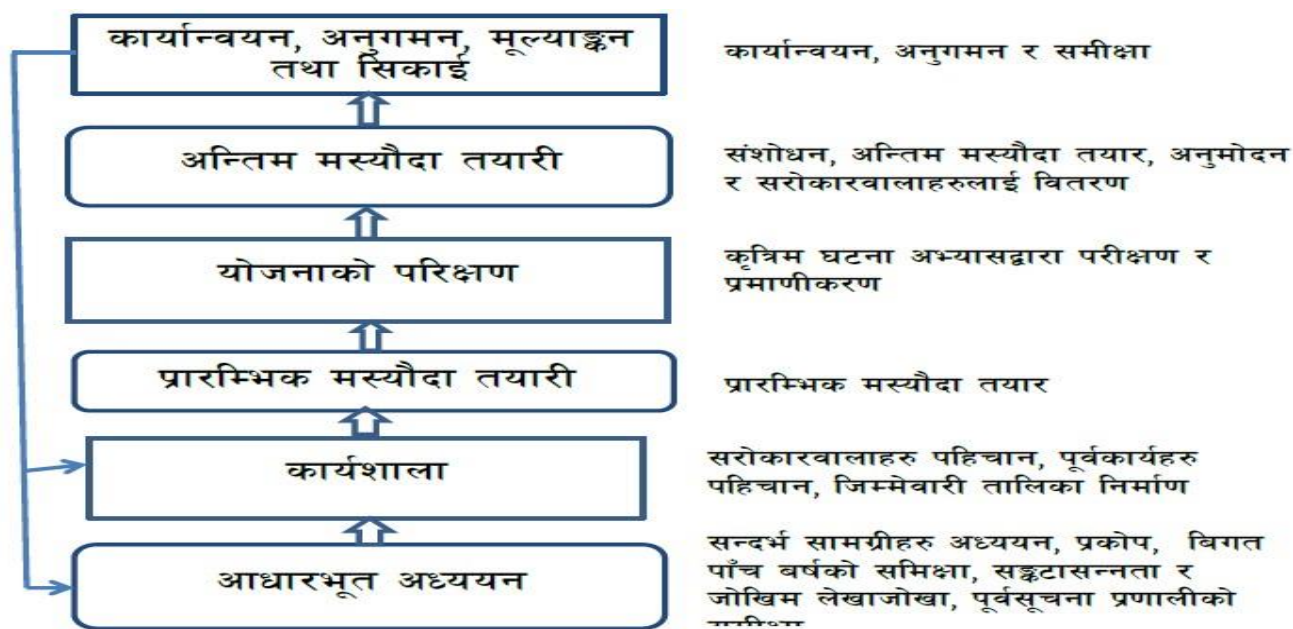 कार्यान्वयन, अनुगमन, मूल्याङ्कन
तथा सिकाई
कार्यान्वयन, अनुगमन र समीक्षा
अन्तिम मस्यौदा तयारी
संशोधन, अन्तिम मस्यौदा तयार, अनुमोदन
र सरोकारवालाहरुलाई वितरण
योजनाको परिक्षण
कृत्रिम घटना अभ्यासद्वारा परीक्षण र
प्रमाणीकरण
प्रारम्भिक मस्यौदा तयारी
प्रारम्भिक मस्यौदा तयार
कार्यशाला
सरोकारवालाहरु पहिचान, पूर्वकार्यहरु
पहिचान, जिम्मेवारी तालिका निर्माण
आधारभूत अध्ययन
सन्दर्भ सामग्रीहरु अध्ययन, प्रकोप, बिगत
पाँच बर्षको समिक्षा, सङ्कटासन्नता र
जोखिम लेखाजोखा, पूर्वसूचना प्रणालीको